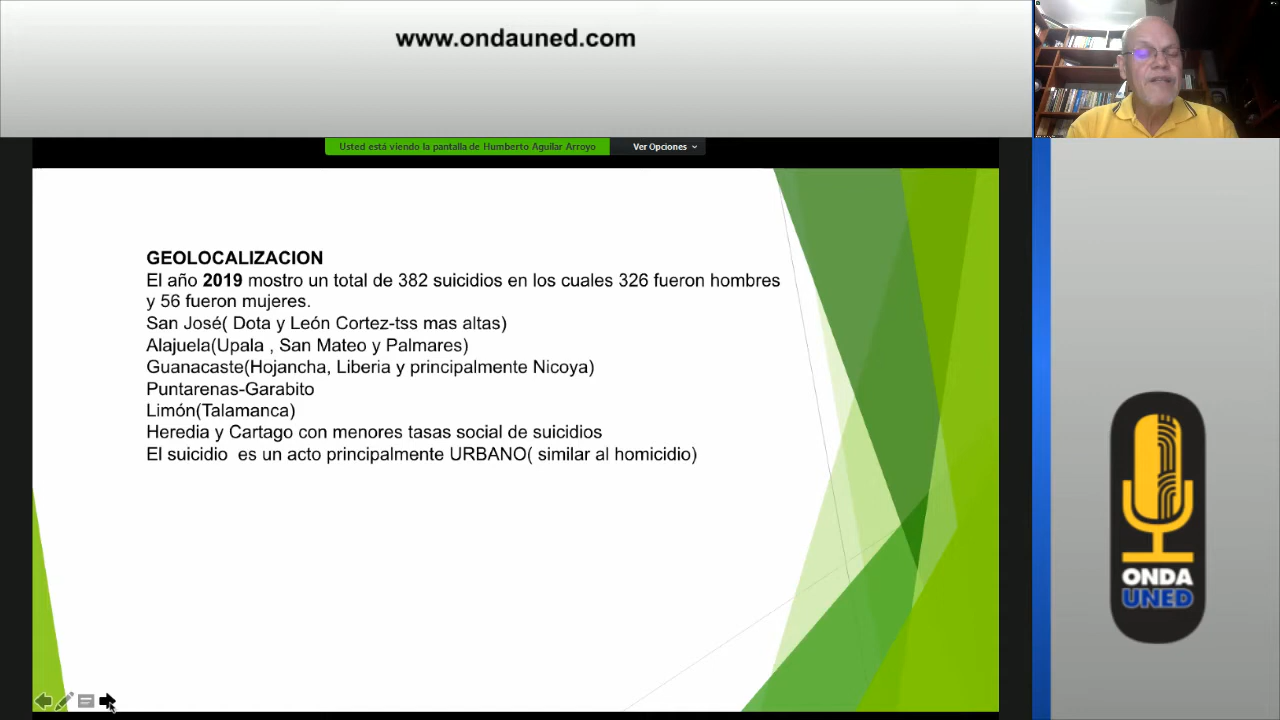 www.ondauned.com
Usted está viendo la pantalla de Humberto Aguilar Arroyo
Ver Opciones
GEOLOCALIZACION
El año 2019 mostro un total de 382 suicidios en los cuales 326 fueron hombres
y 56 fueron mujeres.
San José( Dota y León Cortez-tss mas altas)
Alajuela(Upala , San Mateo y Palmares)
Guanacaste(Hojancha, Liberia y principalmente Nicoya)
Puntarenas-Garabito
Limón(Talamanca)
Heredia y Cartago con menores tasas social de suicidios
El suicidio  es un acto principalmente URBANO( similar al homicidio)
ONDA
UNED